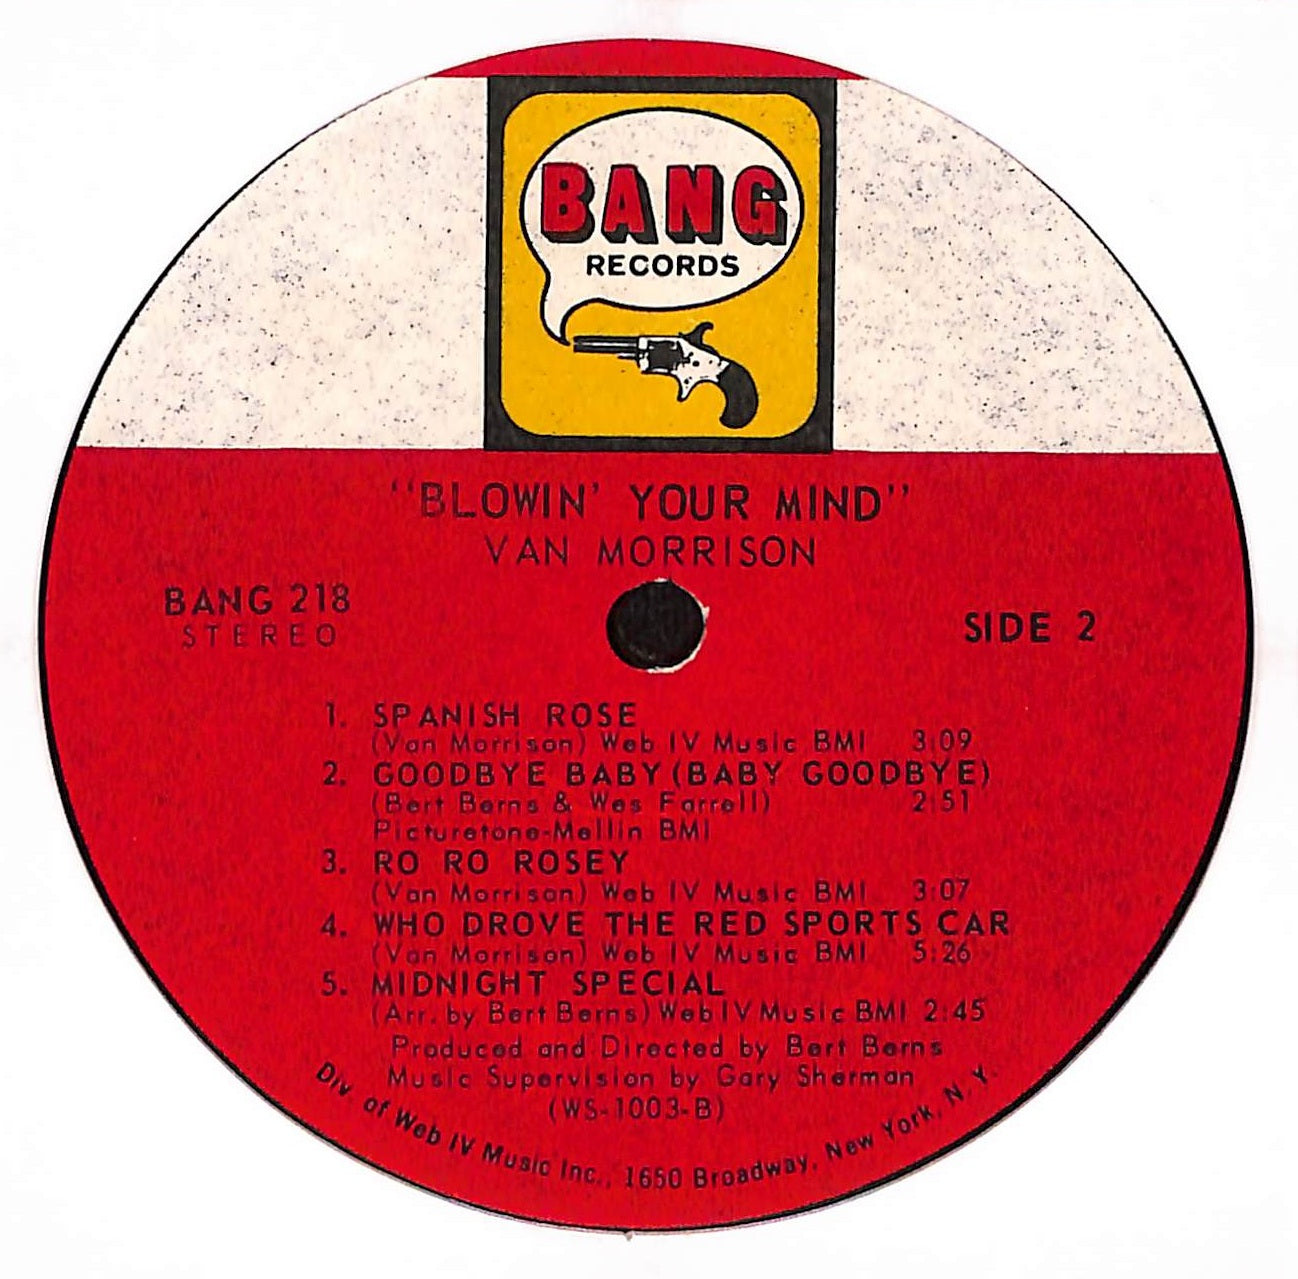 BANG
RECORDS
"BLOWIN' YOUR MIND"
VAN MORRISON
BANG 218
STEREO
SIDE 2
1. SPANISH ROSE
(Van Morrison) Web IV Music BMI 3:09
2. GOODBYE BABY (BABY GOODBYE)
(Bert Berns & Wes Farrell) 2:51
Picturetone-Mellin BMI
3. RO RO ROSEY
(Van Morrison) Web IV Music BMI 3:07
4. WHO DROVE THE RED SPORTS CAR
(Van Morrison) Web IV Music BMI 5:26
5. MIDNIGHT SPECIAL
(Arr. by Bert Berns) Web IV Music BMI 2:45
Produced and Directed by Bert Berns
Music Supervision by Gary Sherman
(WS-1003-B)
Div. of Web IV Music Inc., 1650 Broadway, New York, N. Y.